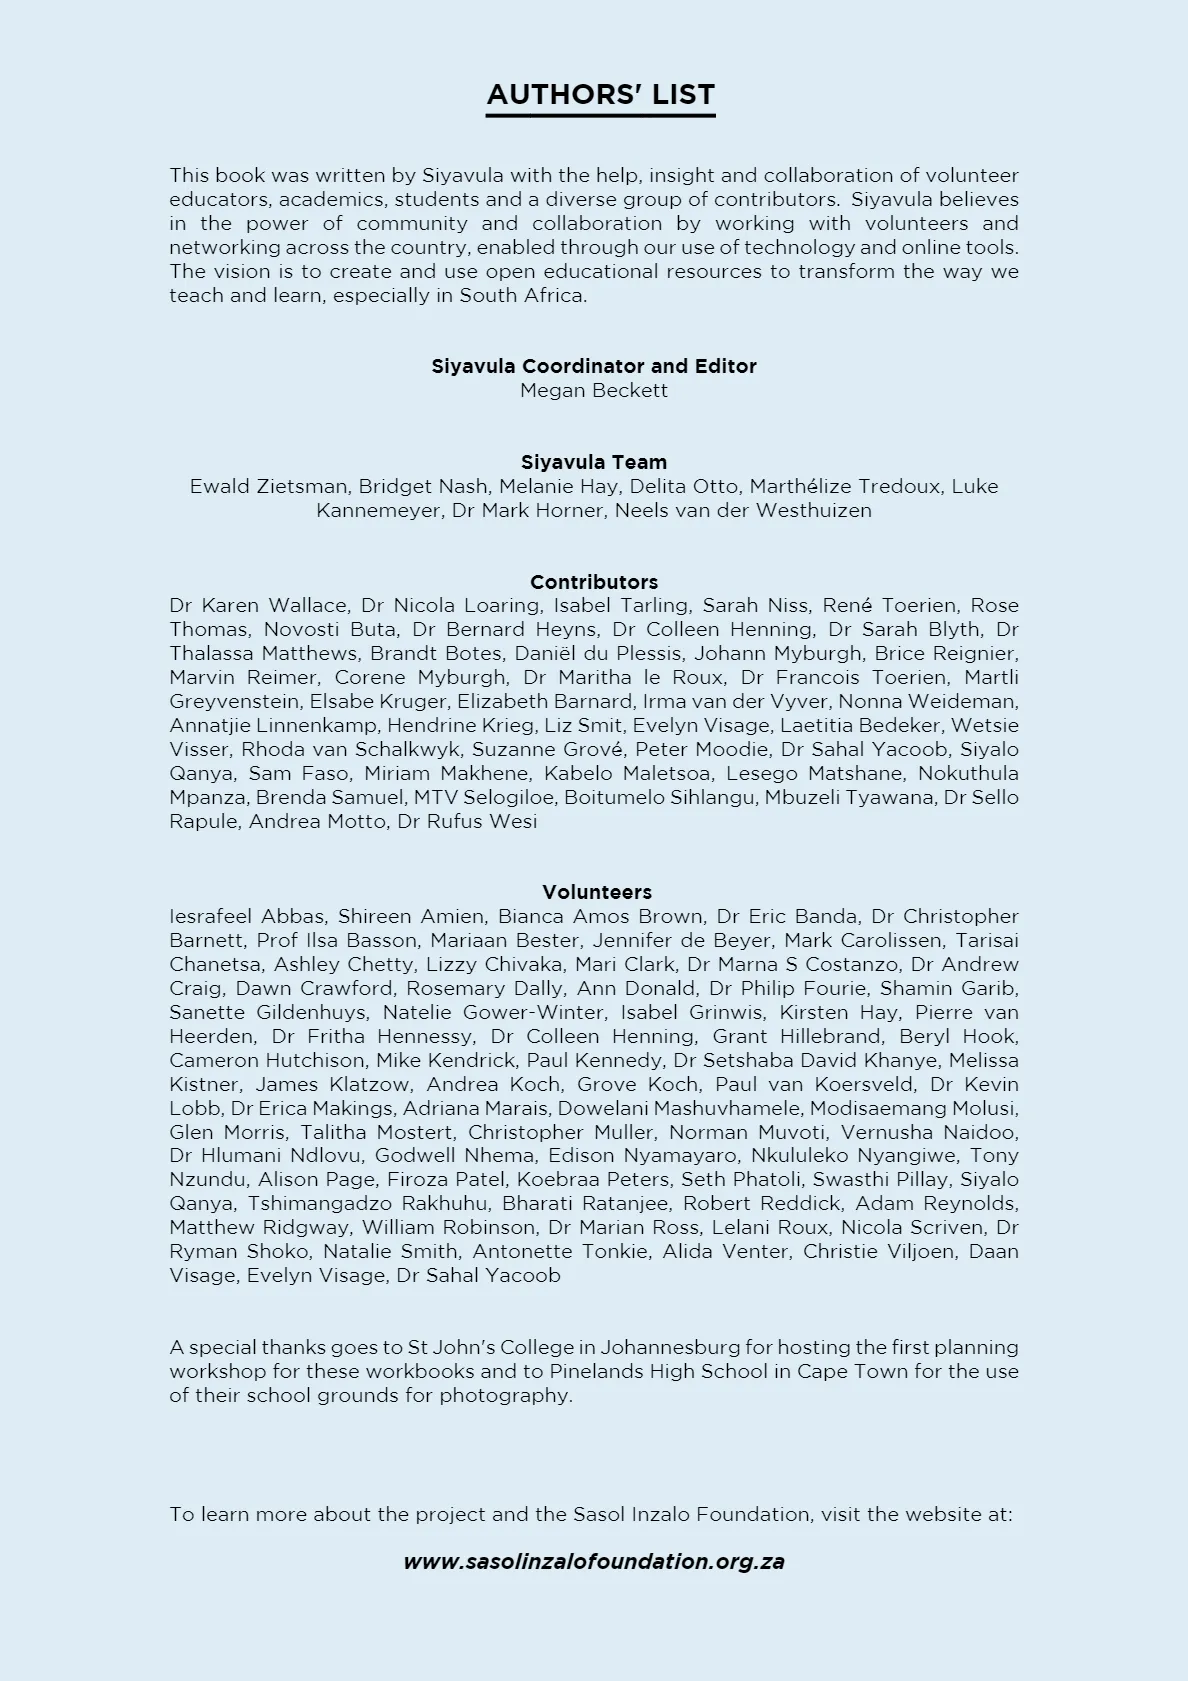 AUTHORS' LIST
This book was written by Siyavula with the help, insight and collaboration of volunteer
educators, academics, students and a diverse group of contributors. Siyavula believes
in the power of community and collaboration by working with volunteers and
networking across the country, enabled through our use of technology and online tools.
The vision is to create and use open educational resources to transform the way we
teach and learn, especially in South Africa.
Siyavula Coordinator and Editor
Megan Beckett
Siyavula Team
Ewald Zietsman, Bridget Nash, Melanie Hay, Delita Otto, Marthélize Tredoux, Luke
Kannemeyer, Dr Mark Horner, Neels van der Westhuizen
Contributors
Dr Karen Wallace, Dr Nicola Loaring, Isabel Tarling, Sarah Niss, René Toerien, Rose
Thomas, Novosti Buta, Dr Bernard Heyns, Dr Colleen Henning, Dr Sarah Blyth, Dr
Thalassa Matthews, Brandt Botes, Daniël du Plessis, Johann Myburgh, Brice Reignier,
Marvin Reimer, Corene Myburgh, Dr Maritha le Roux, Dr Francois Toerien, Martli
Greyvenstein, Elsabe Kruger, Elizabeth Barnard, Irma van der Vyver, Nonna Weideman,
Annatjie Linnenkamp, Hendrine Krieg, Liz Smit, Evelyn Visage, Laetitia Bedeker, Wetsie
Visser, Rhoda van Schalkwyk, Suzanne Grové, Peter Moodie, Dr Sahal Yacoob, Siyalo
Qanya, Sam Faso, Miriam Makhene, Kabelo Maletsoa, Lesego Matshane, Nokuthula
Mpanza, Brenda Samuel, MTV Selogiloe, Boitumelo Sihlangu, Mbuzeli Tyawana, Dr Sello
Rapule, Andrea Motto, Dr Rufus Wesi
Volunteers
Iesrafeel Abbas, Shireen Amien, Bianca Amos Brown, Dr Eric Banda, Dr Christopher
Barnett, Prof Ilsa Basson, Mariaan Bester, Jennifer de Beyer, Mark Carolissen, Tarisai
Chanetsa, Ashley Chetty, Lizzy Chivaka, Mari Clark, Dr Marna S Costanzo, Dr Andrew
Craig, Dawn Crawford, Rosemary Dally, Ann Donald, Dr Philip Fourie, Shamin Garib,
Sanette Gildenhuys, Natelie Gower-Winter, Isabel Grinwis, Kirsten Hay, Pierre van
Heerden, Dr Fritha Hennessy, Dr Colleen Henning, Grant Hillebrand, Beryl Hook,
Cameron Hutchison, Mike Kendrick, Paul Kennedy, Dr Setshaba David Khanye, Melissa
Kistner, James Klatzow, Andrea Koch, Grove Koch, Paul van Koersveld, Dr Kevin
Lobb, Dr Erica Makings, Adriana Marais, Dowelani Mashuvhamele, Modisaemang Molusi,
Glen Morris, Talitha Mostert, Christopher Muller, Norman Muvoti, Vernusha Naidoo,
Dr Hlumani Ndlovu, Godwell Nhema, Edison Nyamayaro, Nkululeko Nyangiwe, Tony
Nzundu, Alison Page, Firoza Patel, Koebraa Peters, Seth Phatoli, Swasthi Pillay, Siyalo
Qanya, Tshimangadzo Rakhuhu, Bharati Ratanjee, Robert Reddick, Adam Reynolds,
Matthew Ridgway, William Robinson, Dr Marian Ross, Lelani Roux, Nicola Scriven, Dr
Ryman Shoko, Natalie Smith, Antonette Tonkie, Alida Venter, Christie Viljoen, Daan
Visage, Evelyn Visage, Dr Sahal Yacoob
A special thanks goes to St John's College in Johannesburg for hosting the first planning
workshop for these workbooks and to Pinelands High School in Cape Town for the use
of their school grounds for photography.
To learn more about the project and the Sasol Inzalo Foundation, visit the website at:
www.sasolinzalofoundation.org.za